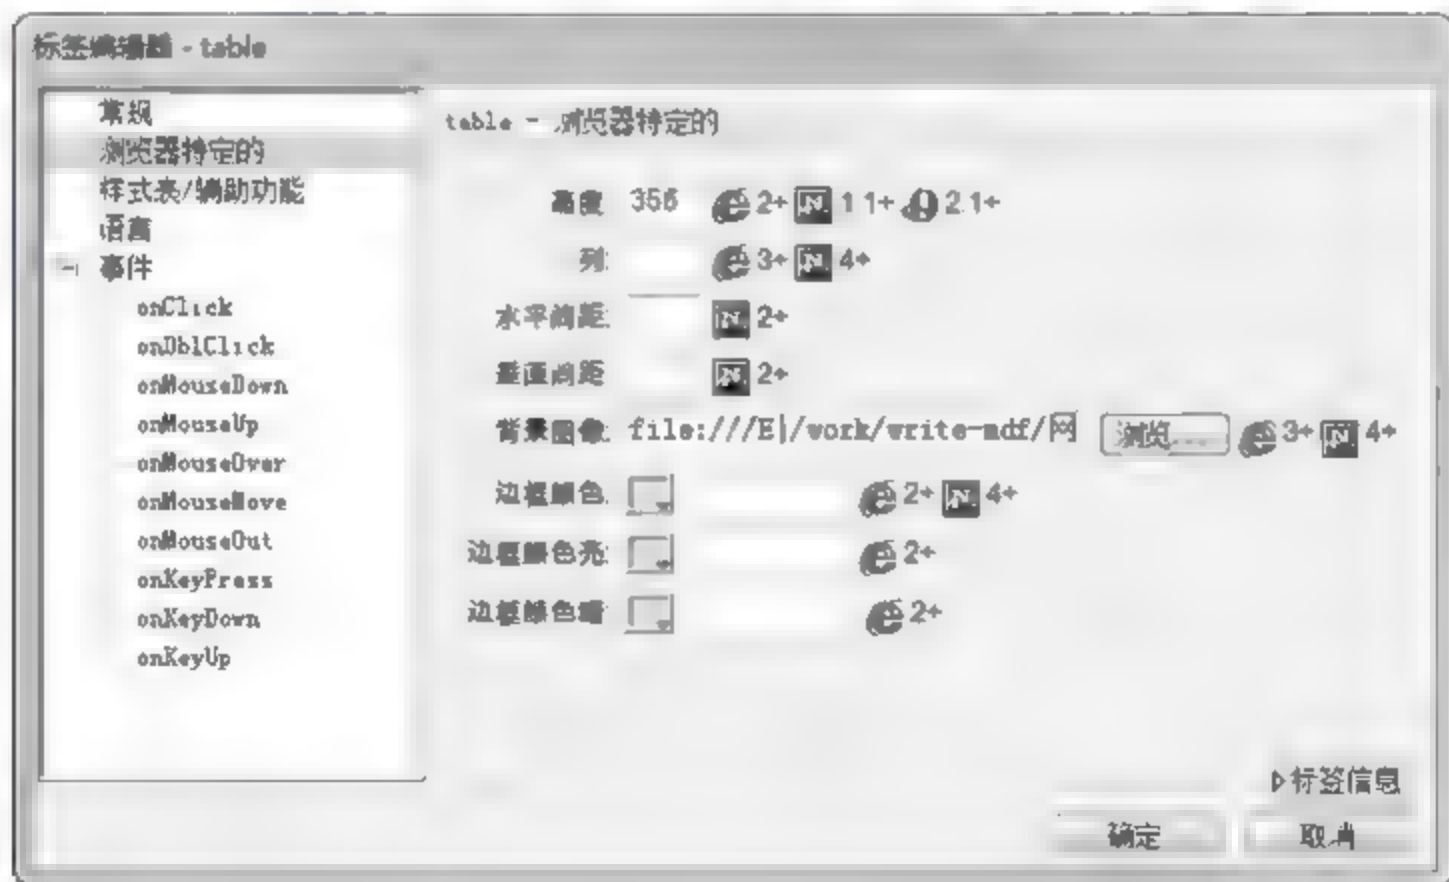 标签编辑器 - table
常规
浏览器特定的
样式表/辅助功能
语言
事件
onClick
onDblClick
onMouseDown
onMouseUp
onMouseOver
onMouseMove
onMouseOut
onKeyPress
onKeyDown
onKeyUp
table - 浏览器特定的
高度: 356 2+ N. 1.1+ 2.1+
列: 3+ N. 4+
水平间距: N. 2+
垂直间距: N. 2+
背景图像: file:///E|/work/write-mdf/网 浏览... 3+ N. 4+
边框颜色: 2+ N. 4+
边框颜色亮: 2+
边框颜色暗: 2+
标签信息
确定 取消